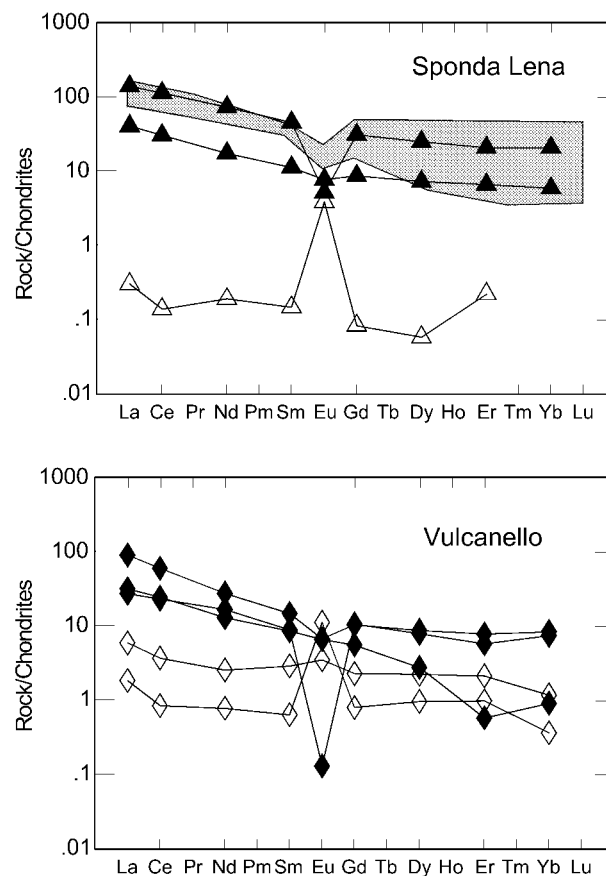 1000
Sponda Lena
100
10
1
.1
.01
Rock/Chondrites
La Ce Pr Nd Pm Sm Eu Gd Tb Dy Ho Er Tm Yb Lu
1000
Vulcanello
100
10
1
.1
.01
Rock/Chondrites
La Ce Pr Nd Pm Sm Eu Gd Tb Dy Ho Er Tm Yb Lu